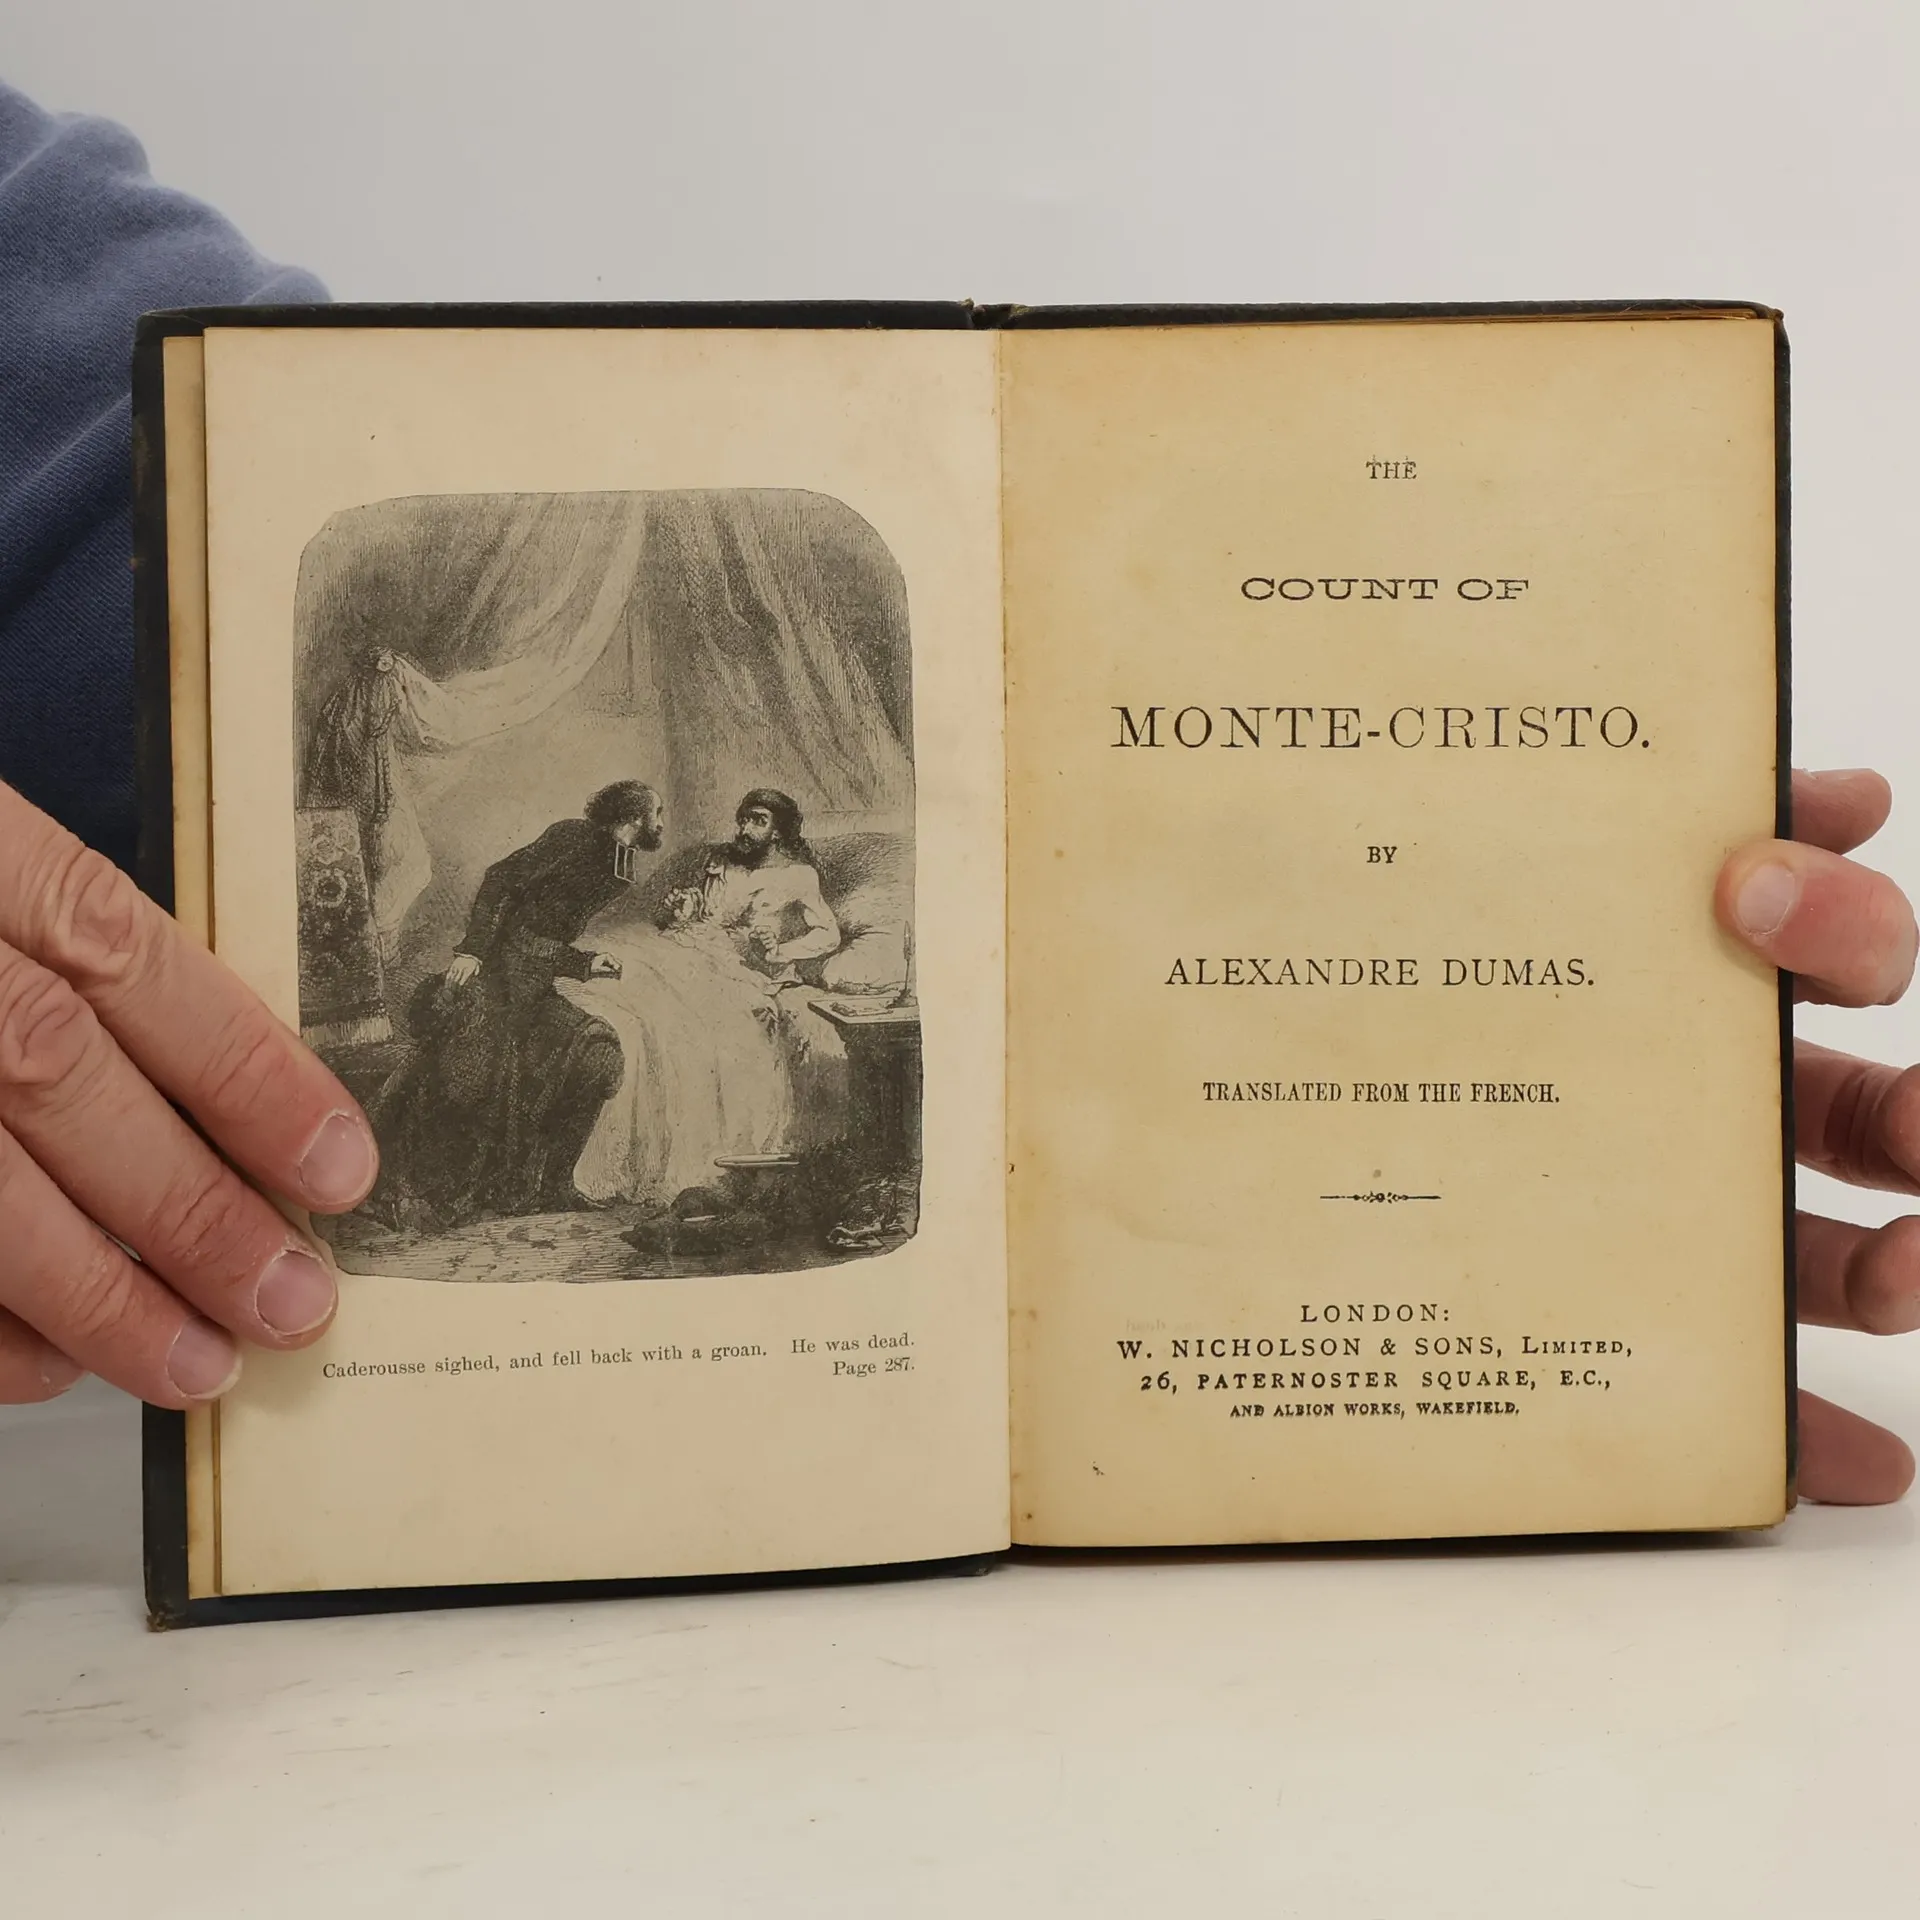 Caderousse sighed, and fell back with a groan. He was dead.
Page 287.
THE
COUNT OF
MONTE-CRISTO.
BY
ALEXANDRE DUMAS.
TRANSLATED FROM THE FRENCH.
LONDON:
W. NICHOLSON & SONS, LIMITED,
26, PATERNOSTER SQUARE, E.C.,
AND ALBION WORKS, WAKEFIELD.